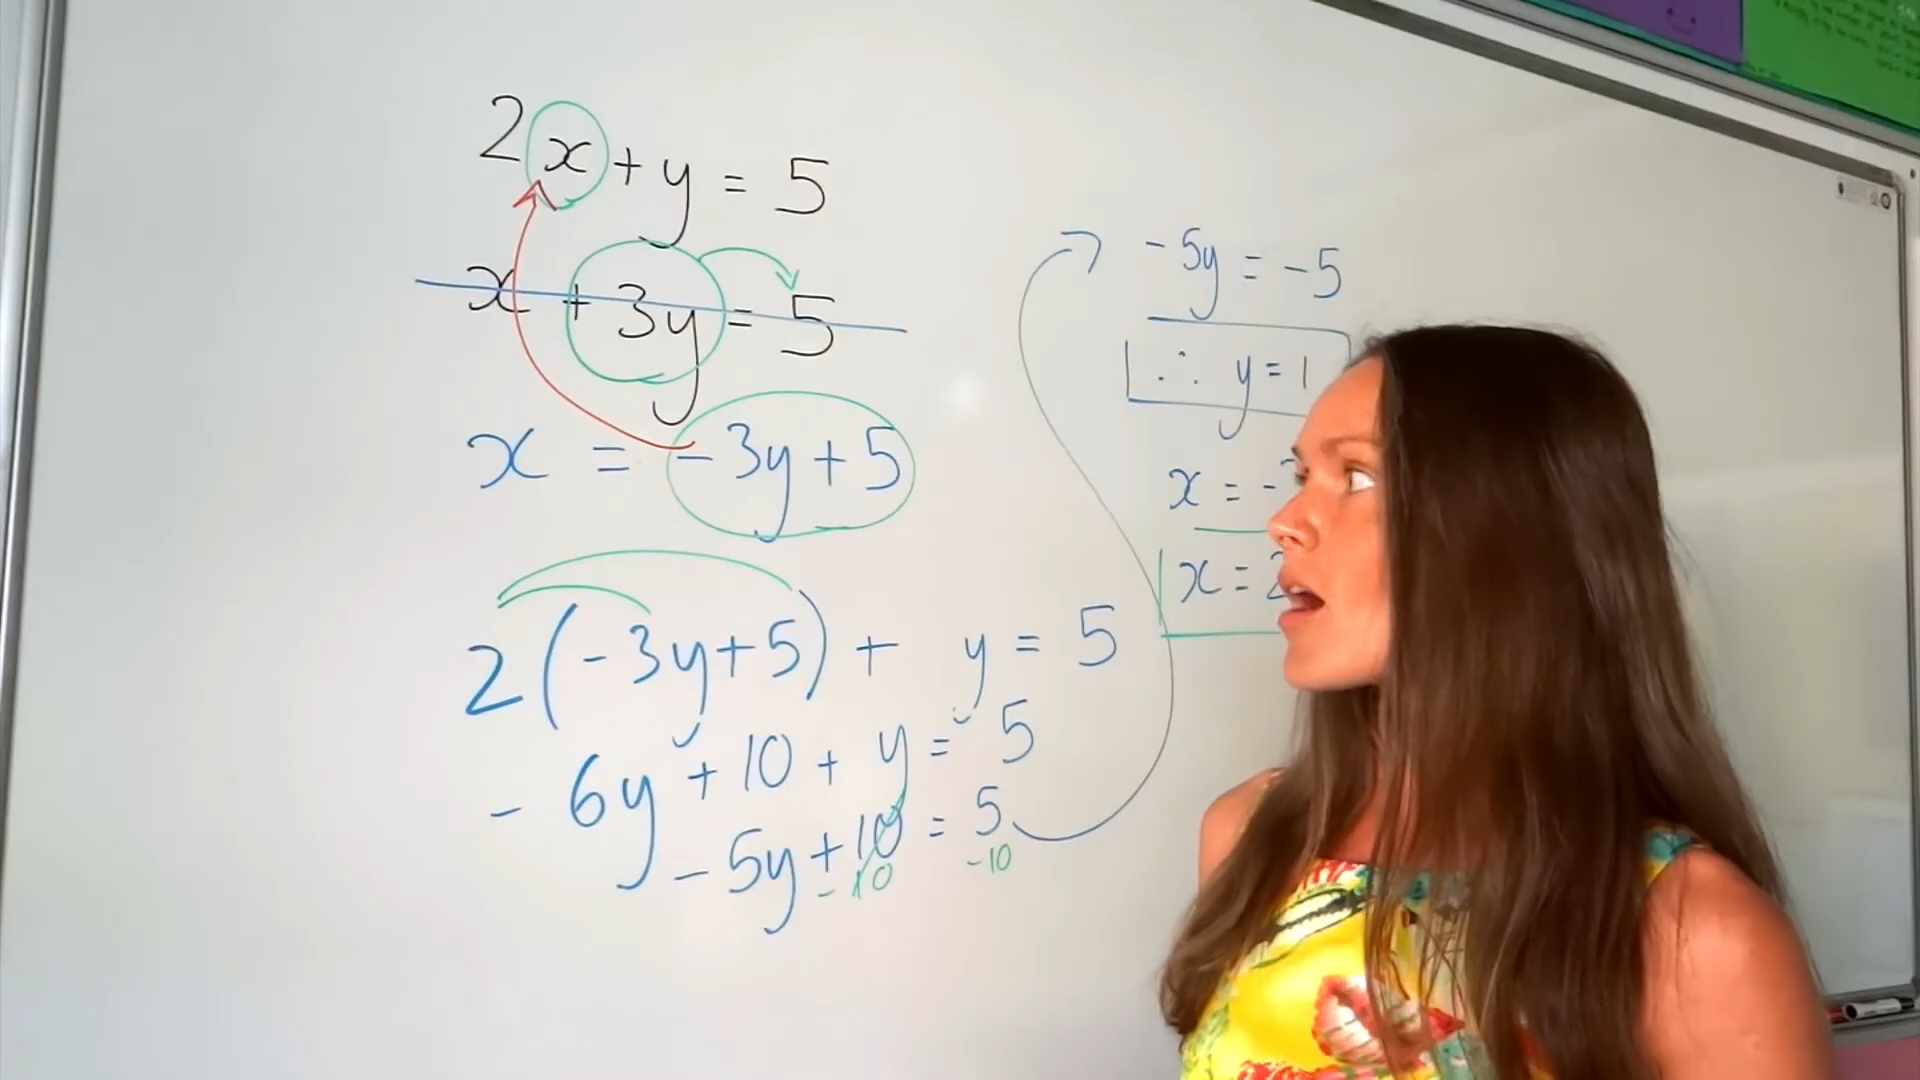 2x + y = 5
x + 3y = 5
x = -3y + 5
2(-3y + 5) + y = 5
- 6y + 10 + y = 5
- 5y + 10 = 5
- 10 -10
- 5y = -5
∴ y = 1
x = -
x = 2